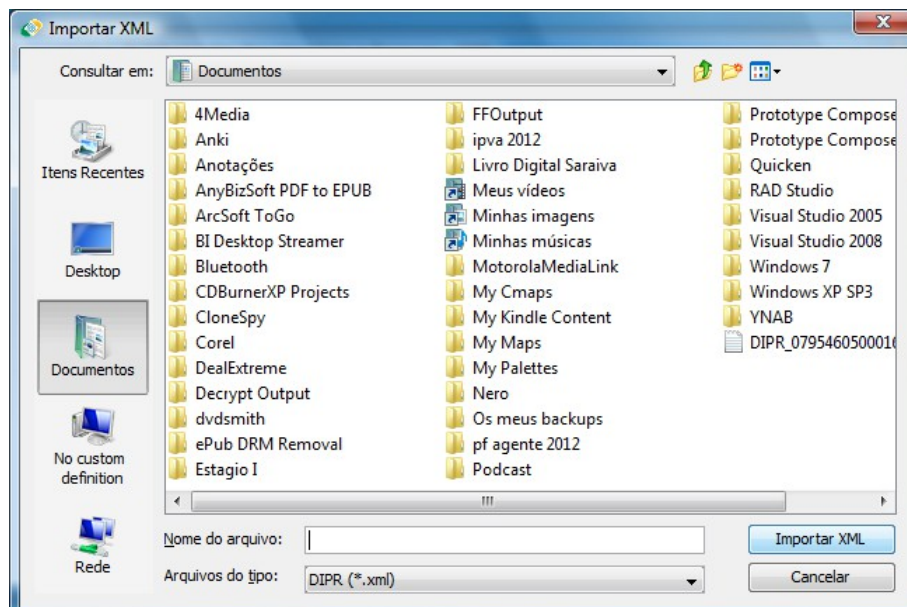 Importar XML
Consultar em:
Documentos
Itens Recentes
Desktop
Documentos
No custom
definition
Rede
4Media
Anki
Anotações
AnyBizSoft PDF to EPUB
ArcSoft ToGo
BI Desktop Streamer
Bluetooth
CDBurnerXP Projects
CloneSpy
Corel
DealExtreme
Decrypt Output
dvdsmith
ePub DRM Removal
Estagio I
FFOutput
ipva 2012
Livro Digital Saraiva
Meus vídeos
Minhas imagens
Minhas músicas
MotorolaMediaLink
My Cmaps
My Kindle Content
My Maps
My Palettes
Nero
Os meus backups
pf agente 2012
Podcast
Prototype Compose
Prototype Compose
Quicken
RAD Studio
Visual Studio 2005
Visual Studio 2008
Windows 7
Windows XP SP3
YNAB
DIPR_0795460500016
Nome do arquivo:
Importar XML
Arquivos do tipo:
DIPR (*.xml)
Cancelar